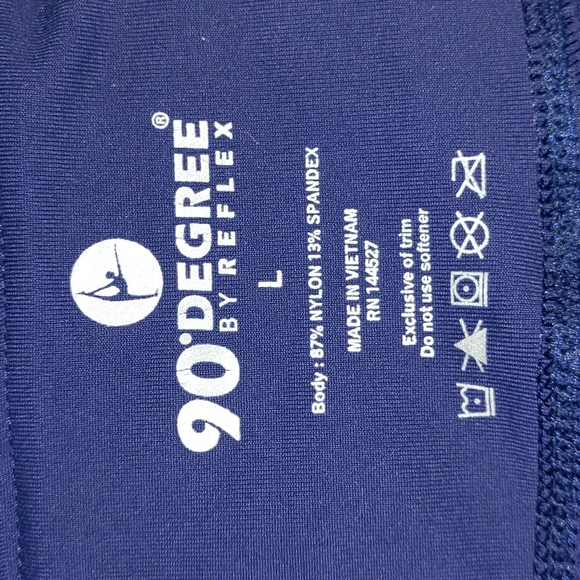 90°DEGREE®
BY REFLEX
L
Body : 87% NYLON 13% SPANDEX
MADE IN VIETNAM
RN 144527
Exclusive of trim
Do not use softener